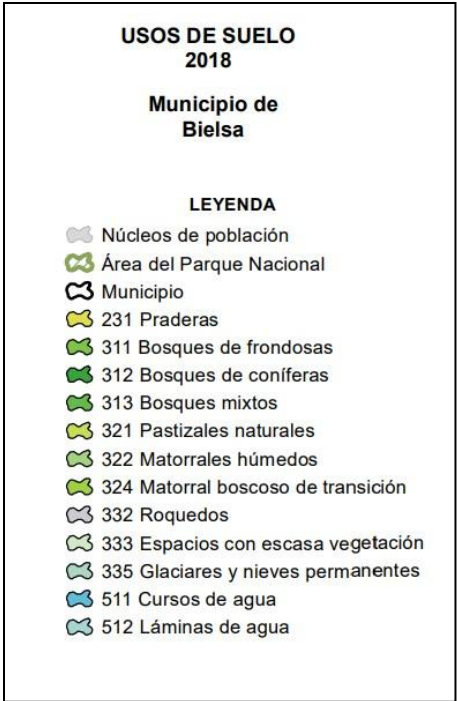 USOS DE SUELO
2018
Municipio de
Bielsa
LEYENDA
Núcleos de población
Área del Parque Nacional
Municipio
231 Praderas
311 Bosques de frondosas
312 Bosques de coníferas
313 Bosques mixtos
321 Pastizales naturales
322 Matorrales húmedos
324 Matorral boscoso de transición
332 Roquedos
333 Espacios con escasa vegetación
335 Glaciares y nieves permanentes
511 Cursos de agua
512 Láminas de agua